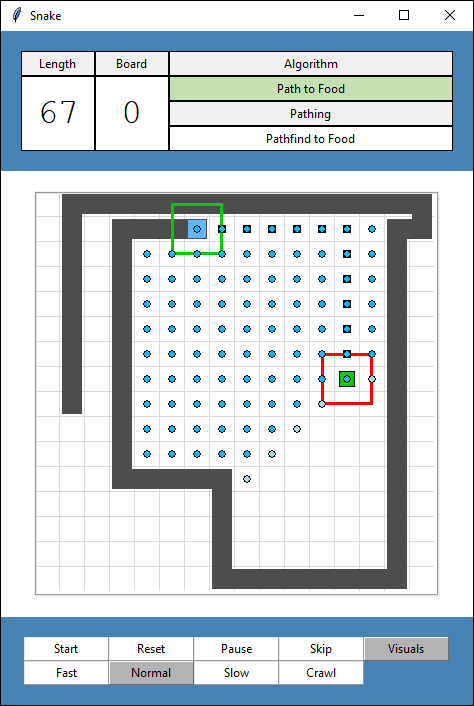 Snake
Length Board Algorithm
67 0 Path to Food
Pathing
Pathfind to Food
Start Reset Pause Skip Visuals
Fast Normal Slow Crawl